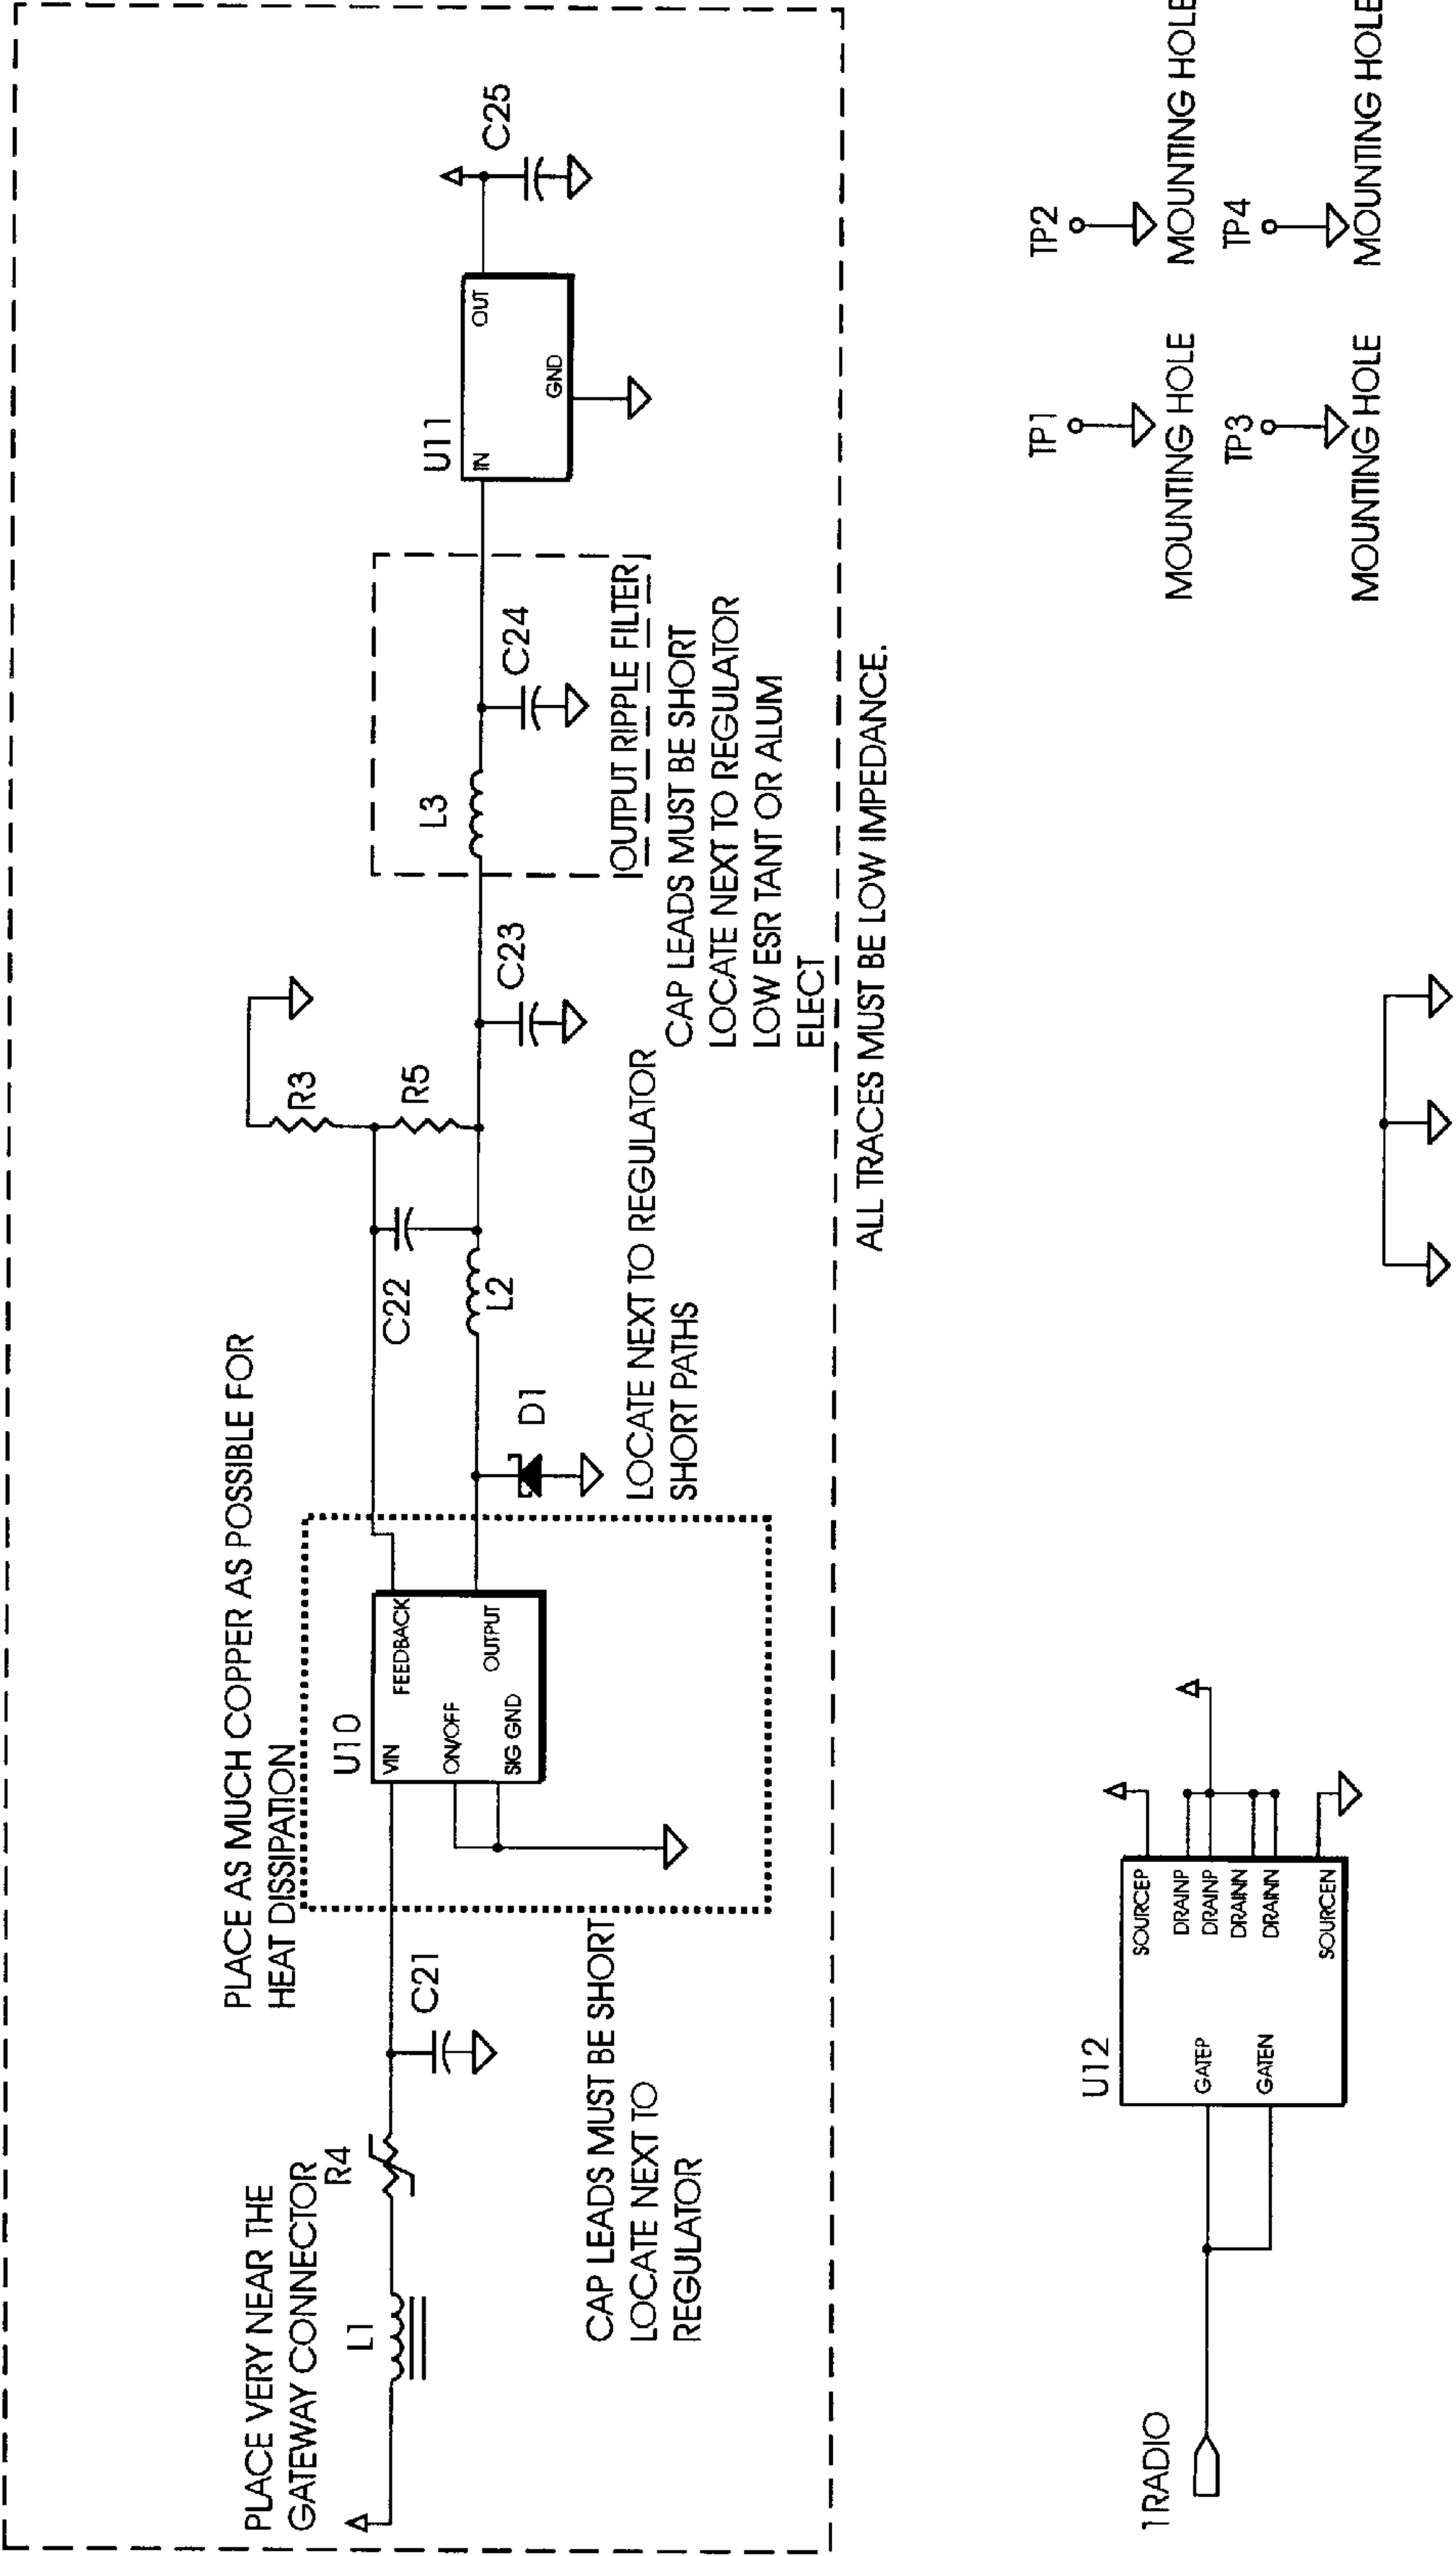 PLACE VERY NEAR THE
GATEWAY CONNECTOR
L1
R4
C21
CAP LEADS MUST BE SHORT
LOCATE NEXT TO
REGULATOR
PLACE AS MUCH COPPER AS POSSIBLE FOR
HEAT DISSIPATION
U10
VIN
FEEDBACK
ON/OFF
OUTPUT
SIG GND
D1
LOCATE NEXT TO REGULATOR
SHORT PATHS
C22
L2
R3
R5
C23
L3
C24
OUTPUT RIPPLE FILTER
CAP LEADS MUST BE SHORT
LOCATE NEXT TO REGULATOR
LOW ESR TANT OR ALUM
ELECT
U11
IN
OUT
GND
C25
ALL TRACES MUST BE LOW IMPEDANCE.
1RADIO
U12
GATEP
GATEN
SOURCEP
DRAINP
DRAINP
DRAINN
DRAINN
SOURCEN
TP1
MOUNTING HOLE
TP2
MOUNTING HOLE
TP3
MOUNTING HOLE
TP4
MOUNTING HOLE